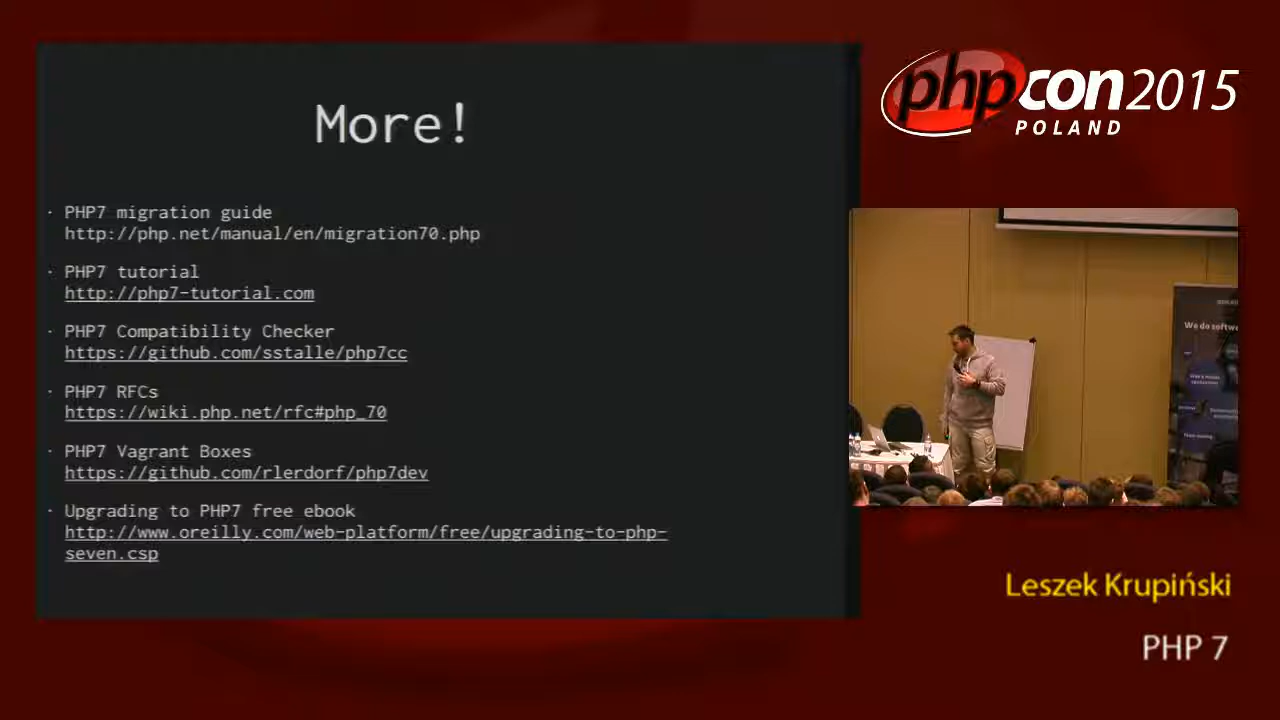 More!
· PHP7 migration guide
http://php.net/manual/en/migration70.php
· PHP7 tutorial
http://php7-tutorial.com
· PHP7 Compatibility Checker
https://github.com/sstalle/php7cc
· PHP7 RFCs
https://wiki.php.net/rfc#php_70
· PHP7 Vagrant Boxes
https://github.com/rlerdorf/php7dev
· Upgrading to PHP7 free ebook
http://www.oreilly.com/web-platform/free/upgrading-to-php-
seven.csp
phpcon2015
POLAND
We do softw
Leszek Krupiński
PHP 7